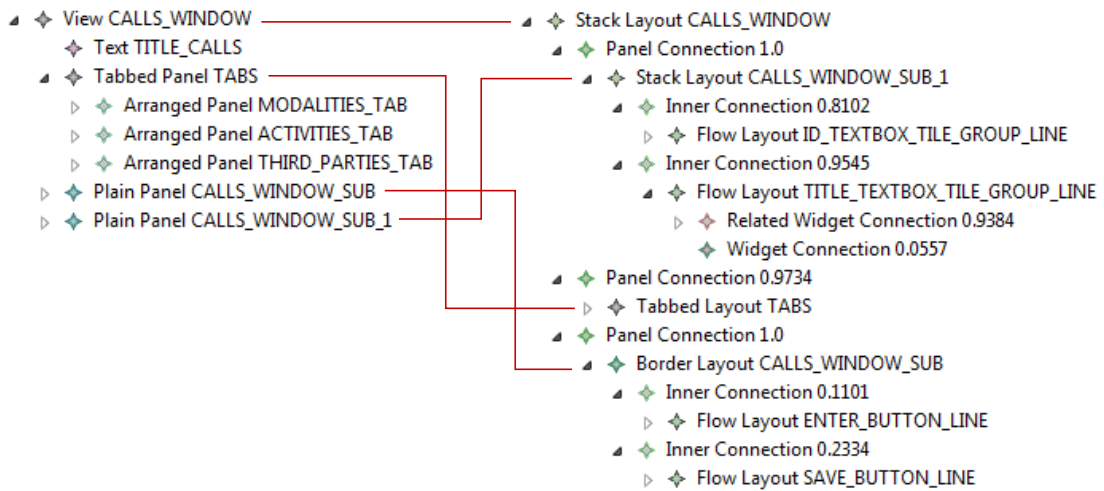 View CALLS_WINDOW
Text TITLE_CALLS
Tabbed Panel TABS
Arranged Panel MODALITIES_TAB
Arranged Panel ACTIVITIES_TAB
Arranged Panel THIRD_PARTIES_TAB
Plain Panel CALLS_WINDOW_SUB
Plain Panel CALLS_WINDOW_SUB_1
Stack Layout CALLS_WINDOW
Panel Connection 1.0
Stack Layout CALLS_WINDOW_SUB_1
Inner Connection 0.8102
Flow Layout ID_TEXTBOX_TILE_GROUP_LINE
Inner Connection 0.9545
Flow Layout TITLE_TEXTBOX_TILE_GROUP_LINE
Related Widget Connection 0.9384
Widget Connection 0.0557
Panel Connection 0.9734
Tabbed Layout TABS
Panel Connection 1.0
Border Layout CALLS_WINDOW_SUB
Inner Connection 0.1101
Flow Layout ENTER_BUTTON_LINE
Inner Connection 0.2334
Flow Layout SAVE_BUTTON_LINE